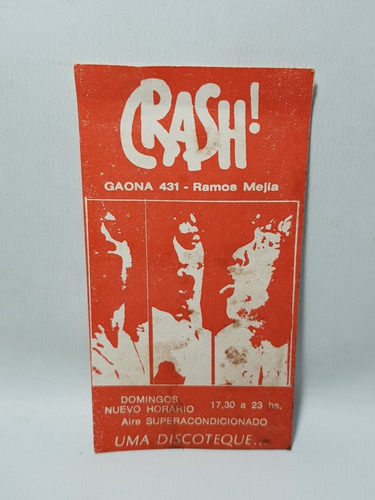 CRASH!
GAONA 431 - Ramos Mejía
DOMINGOS
NUEVO HORARIO 17,30 a 23 hs.
Aire SUPERACONDICIONADO
UMA DISCOTEQUE...